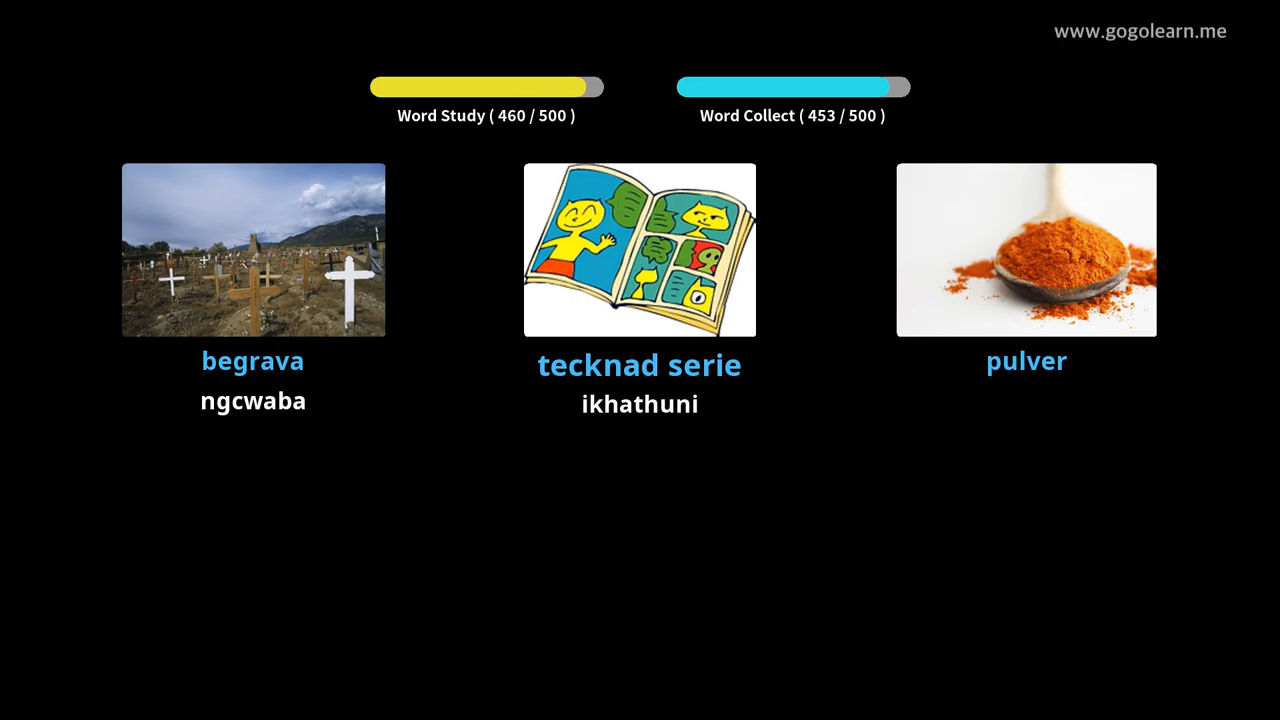 www.gogolearn.me
Word Study ( 460 / 500 )
Word Collect ( 453 / 500 )
begrava
ngcwaba
tecknad serie
ikhathuni
pulver